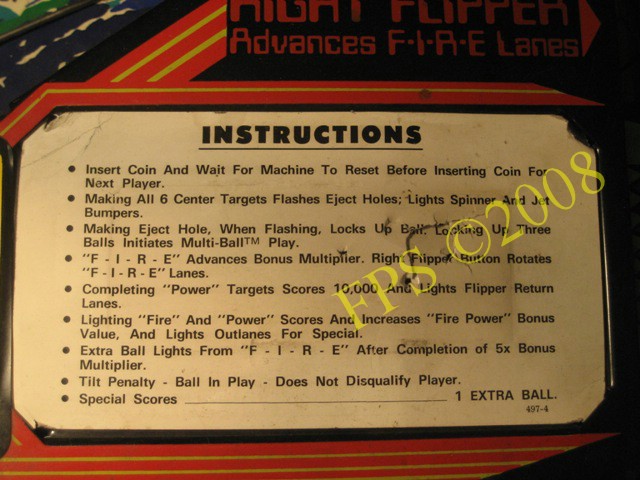 RIGHT FLIPPER
Advances F-I-R-E Lanes
INSTRUCTIONS
• Insert Coin And Wait For Machine To Reset Before Inserting Coin For
Next Player.
• Making All 6 Center Targets Flashes Eject Holes; Lights Spinner And Jet
Bumpers.
• Making Eject Hole, When Flashing, Locks Up Ball. Locking Up Three
Balls Initiates Multi-Ball™ Play.
• "F - I - R - E" Advances Bonus Multiplier. Right Flipper Button Rotates
"F - I - R - E" Lanes.
• Completing "Power" Targets Scores 10,000 And Lights Flipper Return
Lanes.
• Lighting "Fire" And "Power" Scores And Increases "Fire Power" Bonus
Value, And Lights Outlanes For Special.
• Extra Ball Lights From "F - I - R - E" After Completion of 5x Bonus
Multiplier.
• Tilt Penalty - Ball In Play - Does Not Disqualify Player.
• Special Scores ______ 1 EXTRA BALL.
497-4
FPS ©2008